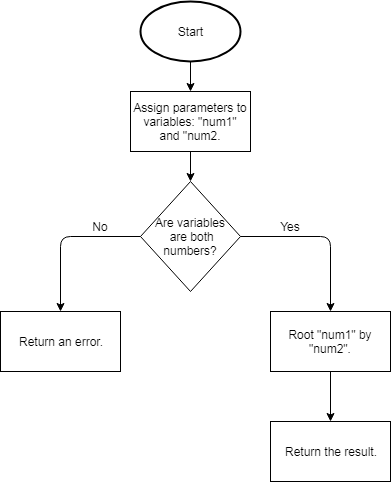 Start
Assign parameters to
variables: "num1"
and "num2.
Are variables
are both
numbers?
No
Yes
Return an error.
Root "num1" by
"num2".
Return the result.